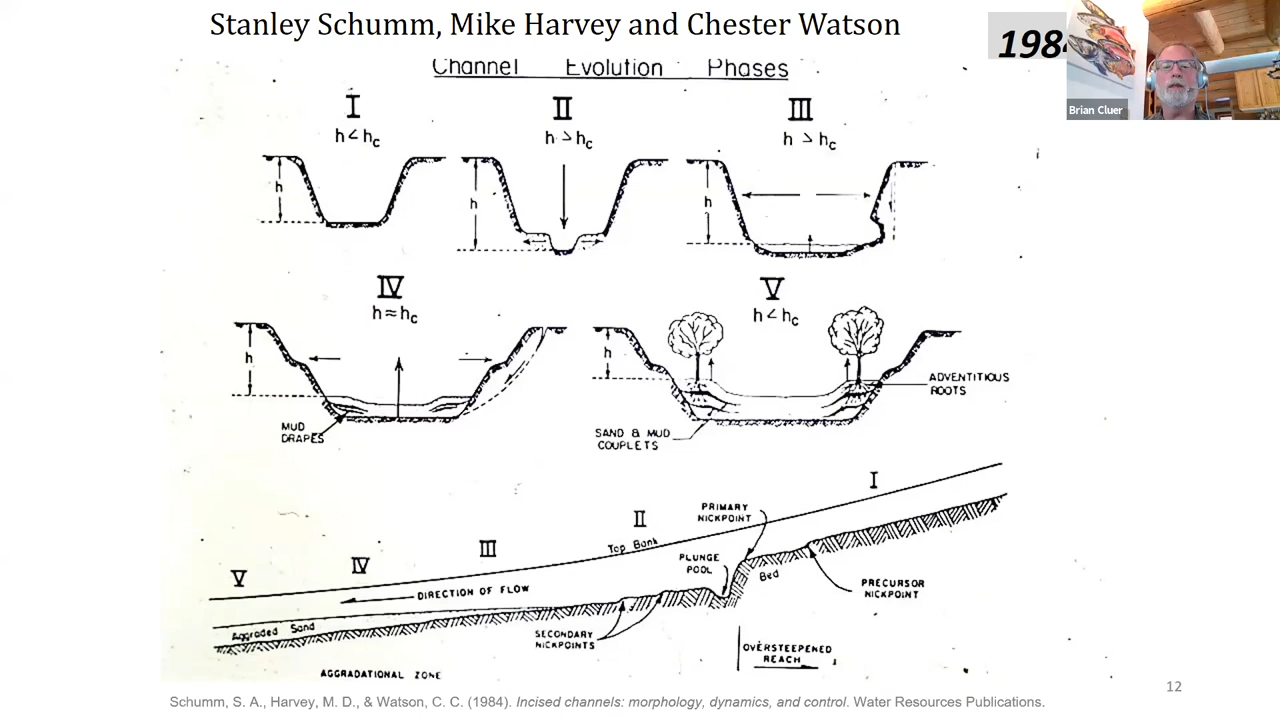 Stanley Schumm, Mike Harvey and Chester Watson
198
Brian Cluer
Channel Evolution Phases
I
h < hc
II
h > hc
III
h > hc
h
h
h
IV
h ≈ hc
V
h < hc
h
h
MUD
DRAPES
SAND & MUD
COUPLETS
ADVENTITIOUS
ROOTS
I
II
III
IV
V
PRIMARY
NICKPOINT
Top Bank
PLUNGE
POOL
Bed
PRECURSOR
NICKPOINT
DIRECTION OF FLOW
Aggraded Sand
SECONDARY
NICKPOINTS
OVERSTEEPENED
REACH
AGGRADATIONAL ZONE
12
Schumm, S. A., Harvey, M. D., & Watson, C. C. (1984). Incised channels: morphology, dynamics, and control. Water Resources Publications.